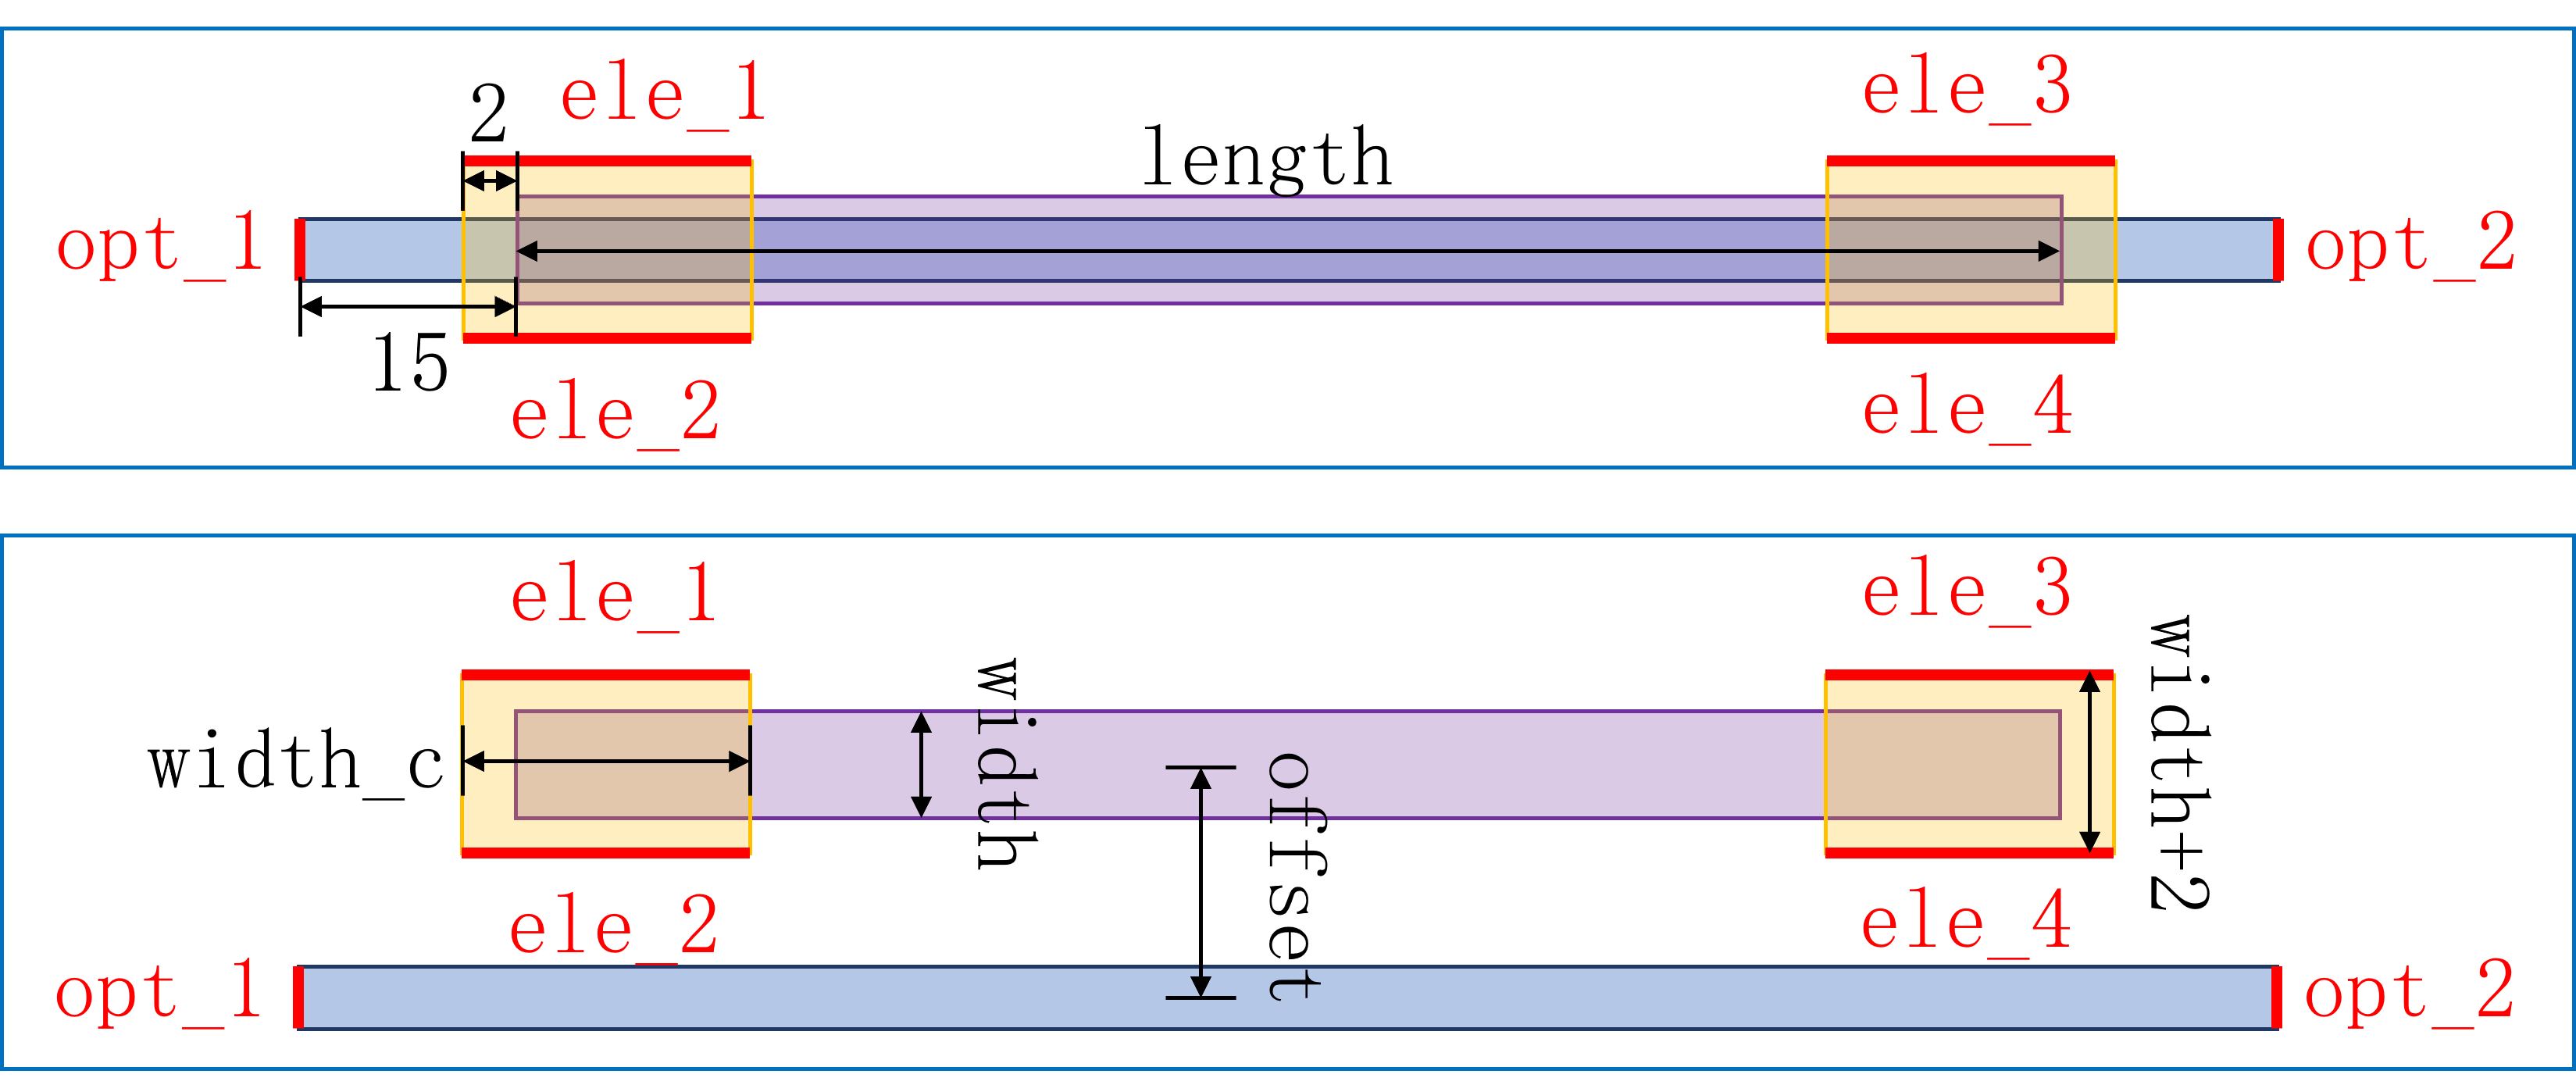 2
ele_1
ele_3
length
opt_1
opt_2
15
ele_2
ele_4
ele_1
ele_3
width_c
width
offset
width+2
ele_2
ele_4
opt_1
opt_2